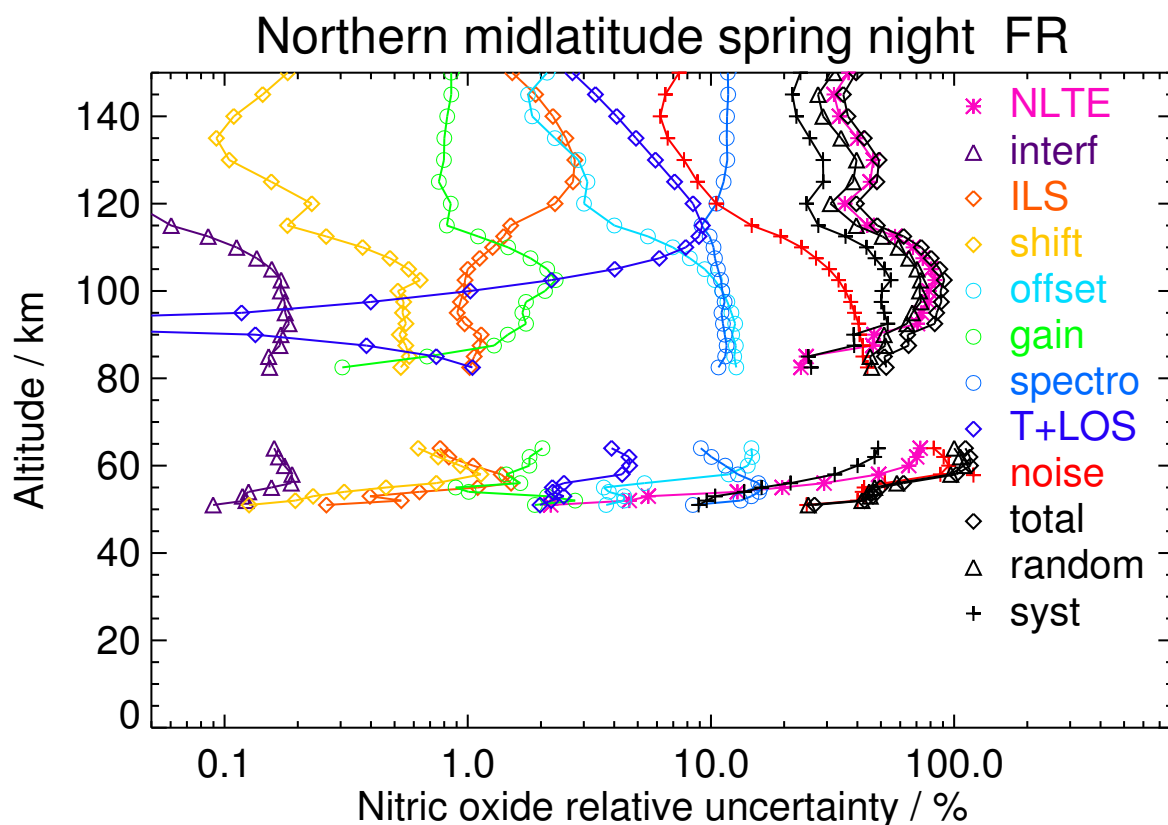 Northern midlatitude spring night FR
Altitude / km
140
120
100
80
60
40
20
0
NLTE
interf
ILS
shift
offset
gain
spectro
T+LOS
noise
total
random
syst
0.1 1.0 10.0 100.0
Nitric oxide relative uncertainty / %